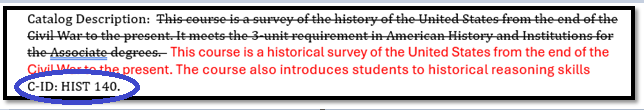 Catalog Description: This course is a survey of the history of the United States from the end of the
Civil War to the present. It meets the 3-unit requirement in American History and Institutions for
the Associate degrees. This course is a historical survey of the United States from the end of the
Civil War to the present. The course also introduces students to historical reasoning skills
C-ID: HIST 140.